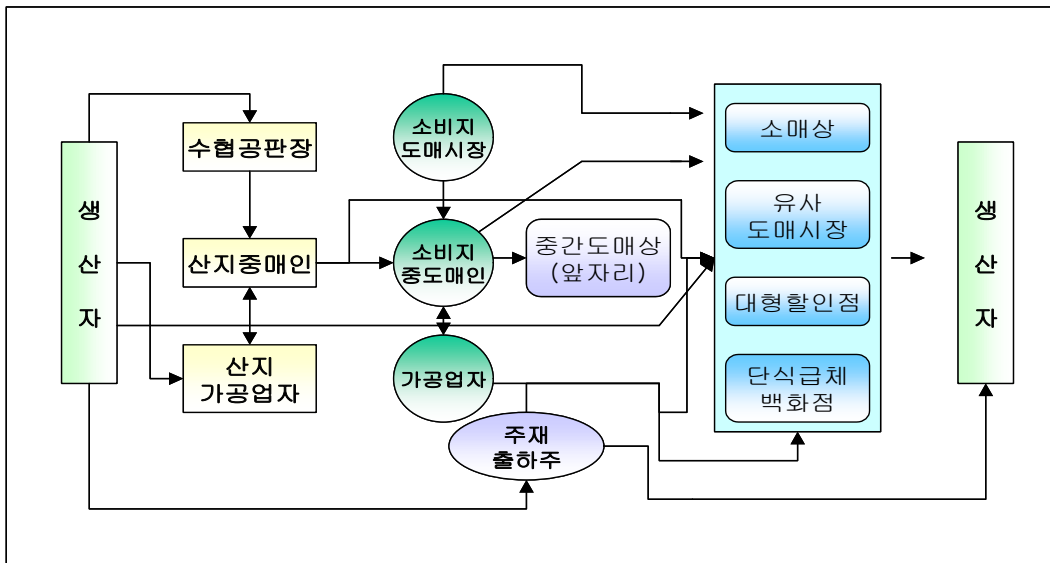 생
산
자
수협공판장
산지중매인
산지
가공업자
소비지
도매시장
소비지
중도매인
가공업자
주재
출하주
중간도매상
(앞자리)
소매상
유사
도매시장
대형할인점
단식급체
백화점
생
산
자